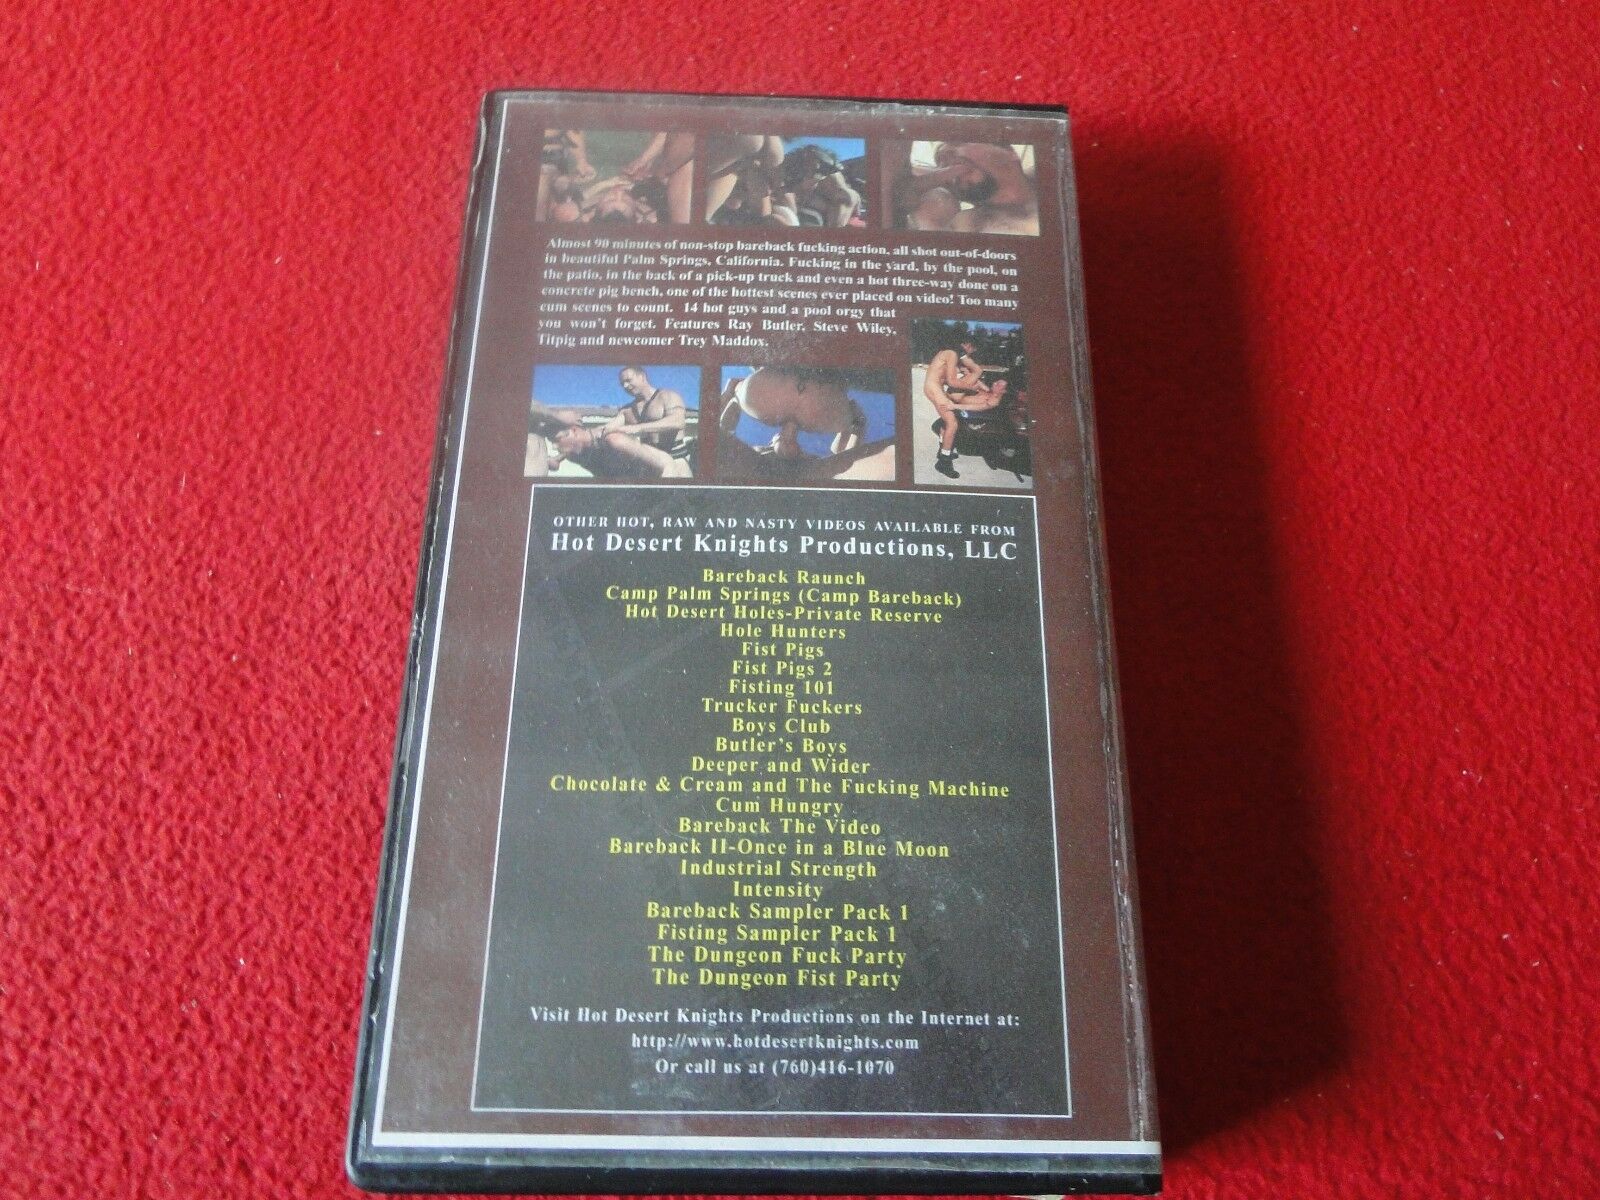 Almost 90 minutes of non-stop bareback fucking action, all shot out-of-doors
in beautiful Palm Springs, California. Fucking in the yard, by the pool, on
the patio, in the back of a pick-up truck and even a hot three-way done on a
concrete pig bench, one of the hottest scenes ever placed on video! Too many
cum scenes to count. 14 hot guys and a pool orgy that
you won't forget. Features Ray Butler, Steve Wiley,
Titpig and newcomer Trey Maddox.
OTHER HOT, RAW AND NASTY VIDEOS AVAILABLE FROM
Hot Desert Knights Productions, LLC
Bareback Raunch
Camp Palm Springs (Camp Bareback)
Hot Desert Holes-Private Reserve
Hole Hunters
Fist Pigs
Fist Pigs 2
Fisting 101
Trucker Fuckers
Boys Club
Butler's Boys
Deeper and Wider
Chocolate & Cream and The Fucking Machine
Cum Hungry
Bareback The Video
Bareback II-Once in a Blue Moon
Industrial Strength
Intensity
Bareback Sampler Pack 1
Fisting Sampler Pack 1
The Dungeon Fuck Party
The Dungeon Fist Party
Visit Hot Desert Knights Productions on the Internet at:
http://www.hotdesertknights.com
Or call us at (760)416-1070